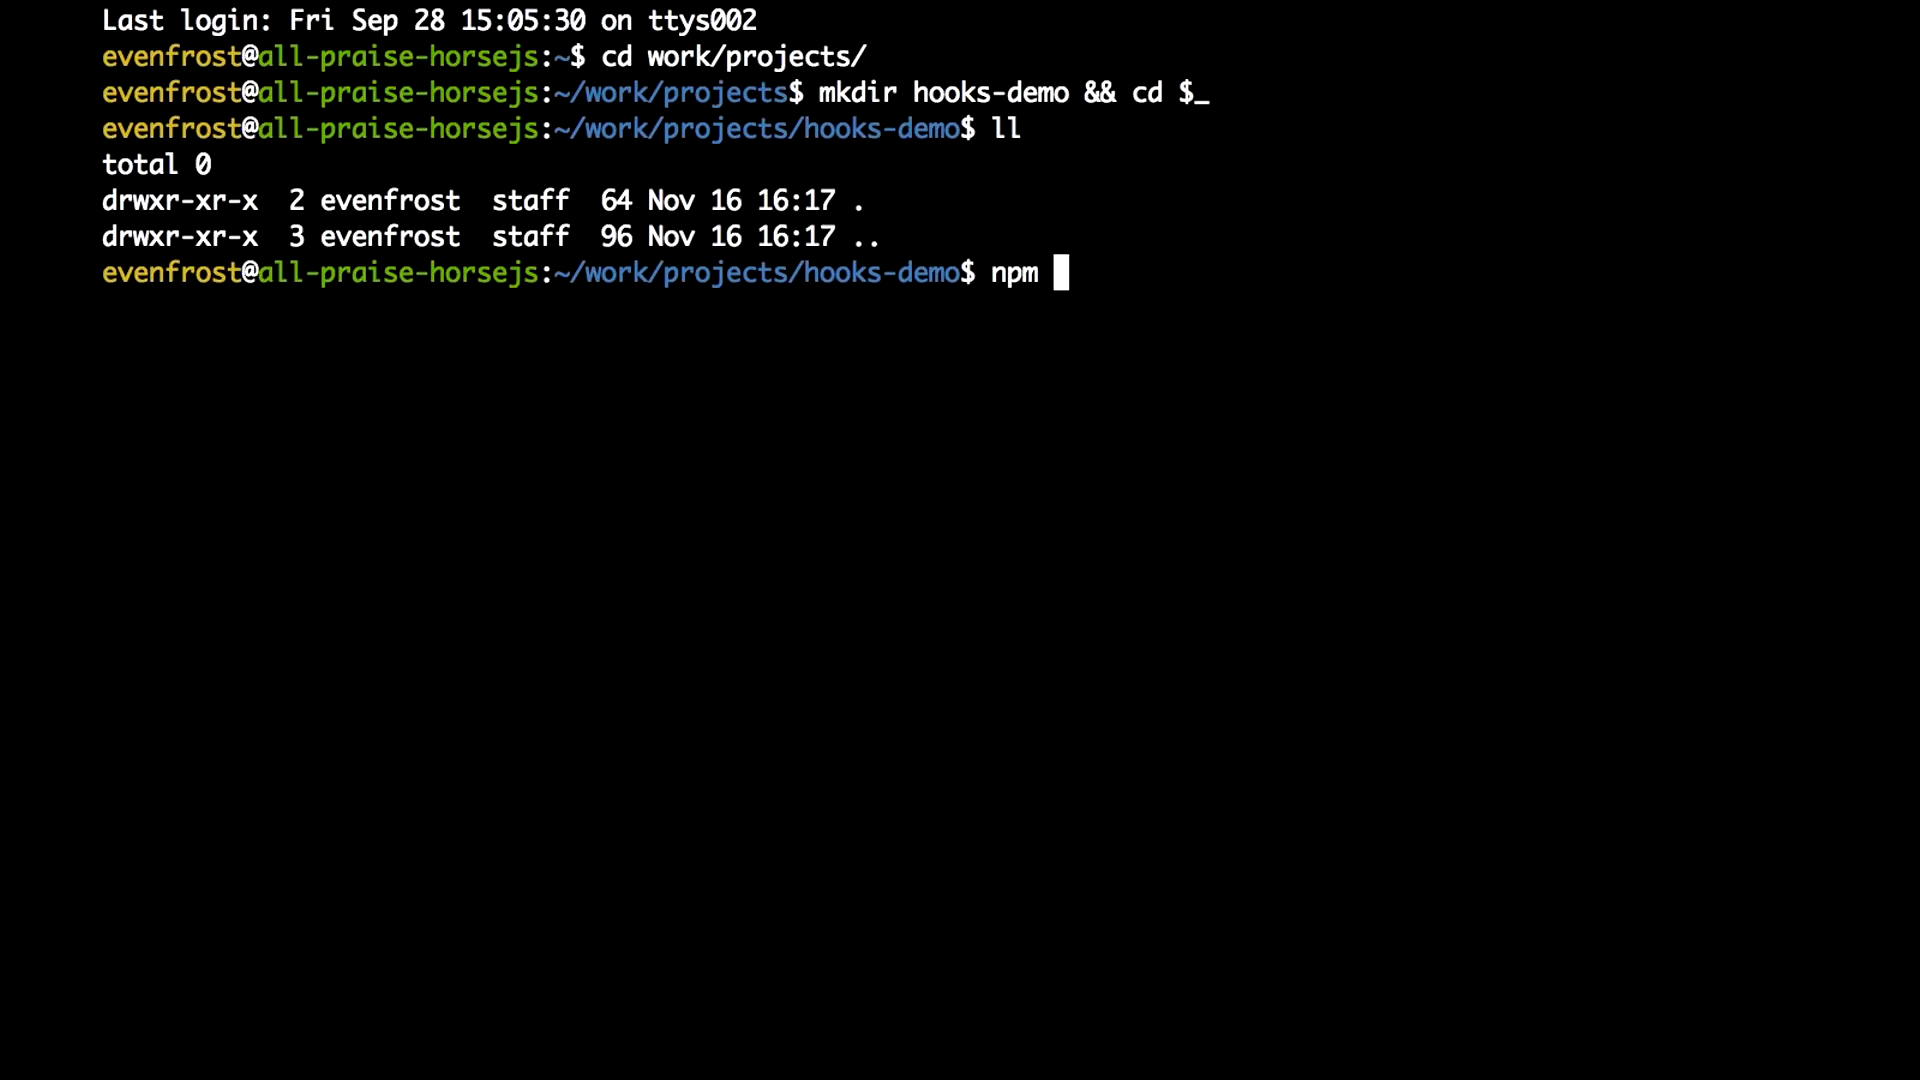 Last login: Fri Sep 28 15:05:30 on ttys002
evenfrost@all-praise-horsejs:~$ cd work/projects/
evenfrost@all-praise-horsejs:~/work/projects$ mkdir hooks-demo && cd $_
evenfrost@all-praise-horsejs:~/work/projects/hooks-demo$ ll
total 0
drwxr-xr-x  2 evenfrost  staff  64 Nov 16 16:17 .
drwxr-xr-x  3 evenfrost  staff  96 Nov 16 16:17 ..
evenfrost@all-praise-horsejs:~/work/projects/hooks-demo$ npm